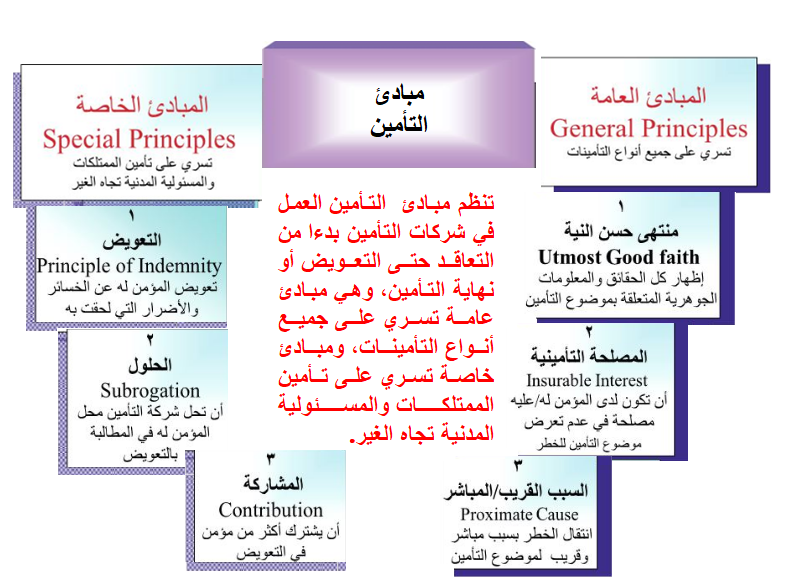 مبادئ
التأمين
المبادئ العامة
General Principles
تسري على جميع أنواع التأمينات
١
منتهى حسن النية
Utmost Good faith
إظهار كل الحقائق والمعلومات
الجوهرية المتعلقة بموضوع التأمين
٢
المصلحة التأمينية
Insurable Interest
أن تكون لدى المؤمن له/عليه
مصلحة في عدم تعرض
موضوع التأمين للخطر
٣
السبب القريب/المباشر
Proximate Cause
انتقال الخطر بسبب مباشر
وقريب لموضوع التأمين
تنظم مبادئ التأمين العمل
في شركات التأمين بدءا من
التعاقد حتى التعويض أو
نهاية التأمين، وهي مبادئ
عامة تسري على جميع
أنواع التأمينات، ومبادئ
خاصة تسري على تأمين
الممتلكات والمسئولية
المدنية تجاه الغير.
المبادئ الخاصة
Special Principles
تسري على تأمين الممتلكات
والمسئولية المدنية تجاه الغير
١
التعويض
Principle of Indemnity
تعويض المؤمن له عن الخسائر
والأضرار التي لحقت به
٢
الحلول
Subrogation
أن تحل شركة التأمين محل
المؤمن له في المطالبة
بالتعويض
٣
المشاركة
Contribution
أن يشترك أكثر من مؤمن
في التعويض